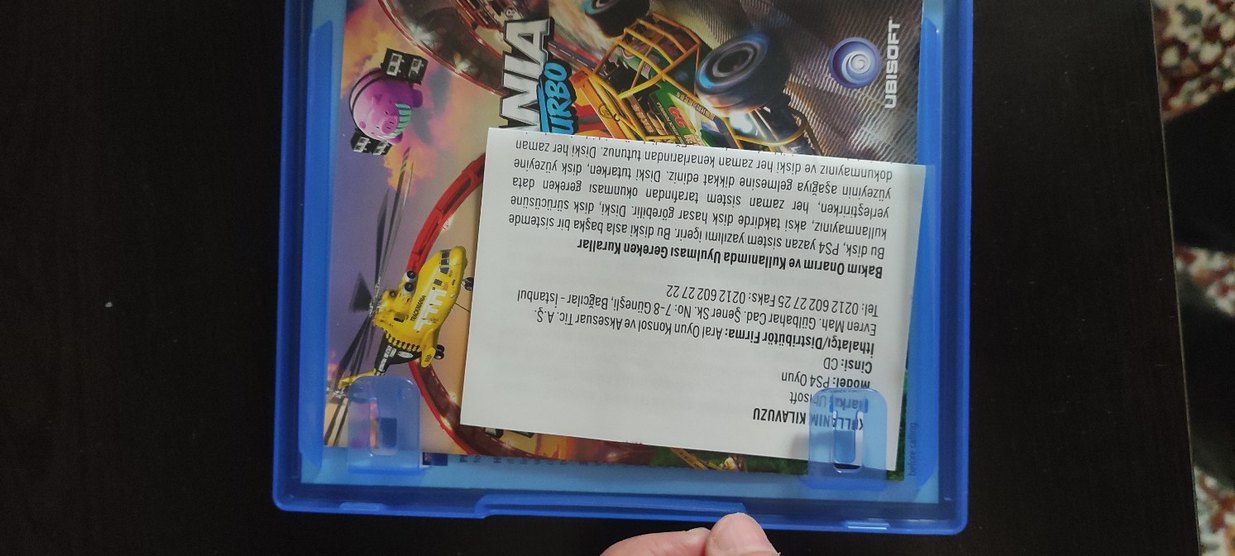 KULLANIM KILAVUZU
Marka: Ubisoft
Model: PS4 Oyun
Cinsi: CD
İthalatçı/Distribütör Firma: Aral Oyun Konsol ve Aksesuar Tic. A.Ş.
Evren Mah. Gülbahar Cad. Şener Sk. No: 7-8 Güneşli, Bağcılar - İstanbul
Tel: 0212 602 27 25 Faks: 0212 602 27 22
Bakım Onarım ve Kullanımda Uyulması Gereken Kurallar
Bu disk, PS4 yazan sistem yazılımı içerir. Bu diski asla başka bir sistemde
kullanmayınız, aksi takdirde disk hasar görebilir. Diski, disk sürücüsüne
yerleştirirken, her zaman sistem tarafından okunması gereken data
yüzeyinin aşağıya gelmesine dikkat ediniz. Diski tutarken, disk yüzeyine
dokunmayınız ve diski her zaman kenarlarından tutunuz. Diski her zaman
NIA
TURBO
UBISOFT
before calling